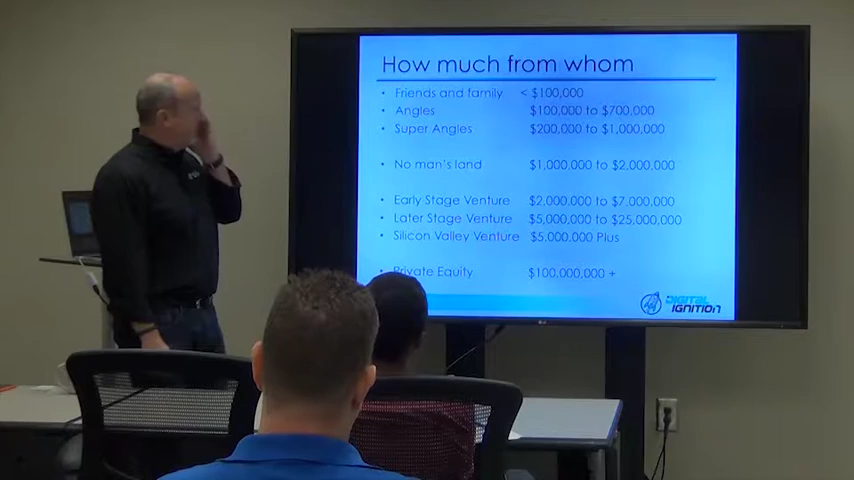 How much from whom
• Friends and family < $100,000
• Angles $100,000 to $700,000
• Super Angles $200,000 to $1,000,000
• No man's land $1,000,000 to $2,000,000
• Early Stage Venture $2,000,000 to $7,000,000
• Later Stage Venture $5,000,000 to $25,000,000
• Silicon Valley Venture $5,000,000 Plus
• Private Equity $100,000,000 +
DIGITAL
IGNITION